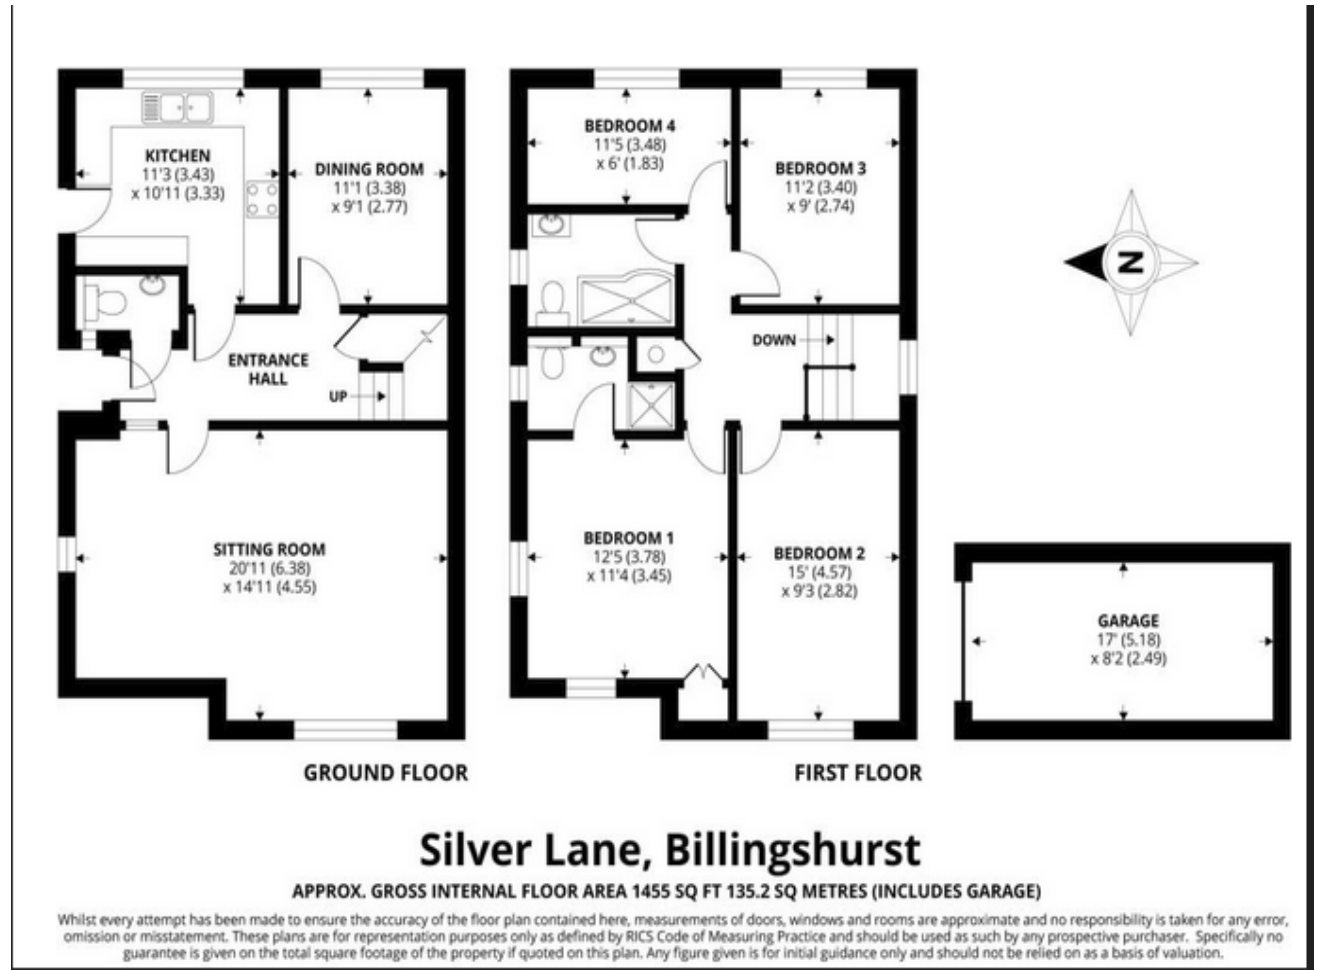 KITCHEN
11'3 (3.43)
x 10'11 (3.33)
DINING ROOM
11'1 (3.38)
x 9'1 (2.77)
ENTRANCE
HALL
UP
SITTING ROOM
20'11 (6.38)
x 14'11 (4.55)
GROUND FLOOR
BEDROOM 4
11'5 (3.48)
x 6' (1.83)
BEDROOM 3
11'2 (3.40)
x 9' (2.74)
DOWN
BEDROOM 1
12'5 (3.78)
x 11'4 (3.45)
BEDROOM 2
15' (4.57)
x 9'3 (2.82)
FIRST FLOOR
N
GARAGE
17' (5.18)
x 8'2 (2.49)
Silver Lane, Billingshurst
APPROX. GROSS INTERNAL FLOOR AREA 1455 SQ FT 135.2 SQ METRES (INCLUDES GARAGE)
Whilst every attempt has been made to ensure the accuracy of the floor plan contained here, measurements of doors, windows and rooms are approximate and no responsibility is taken for any error,
omission or misstatement. These plans are for representation purposes only as defined by RICS Code of Measuring Practice and should be used as such by any prospective purchaser. Specifically no
guarantee is given on the total square footage of the property if quoted on this plan. Any figure given is for initial guidance only and should not be relied on as a basis of valuation.